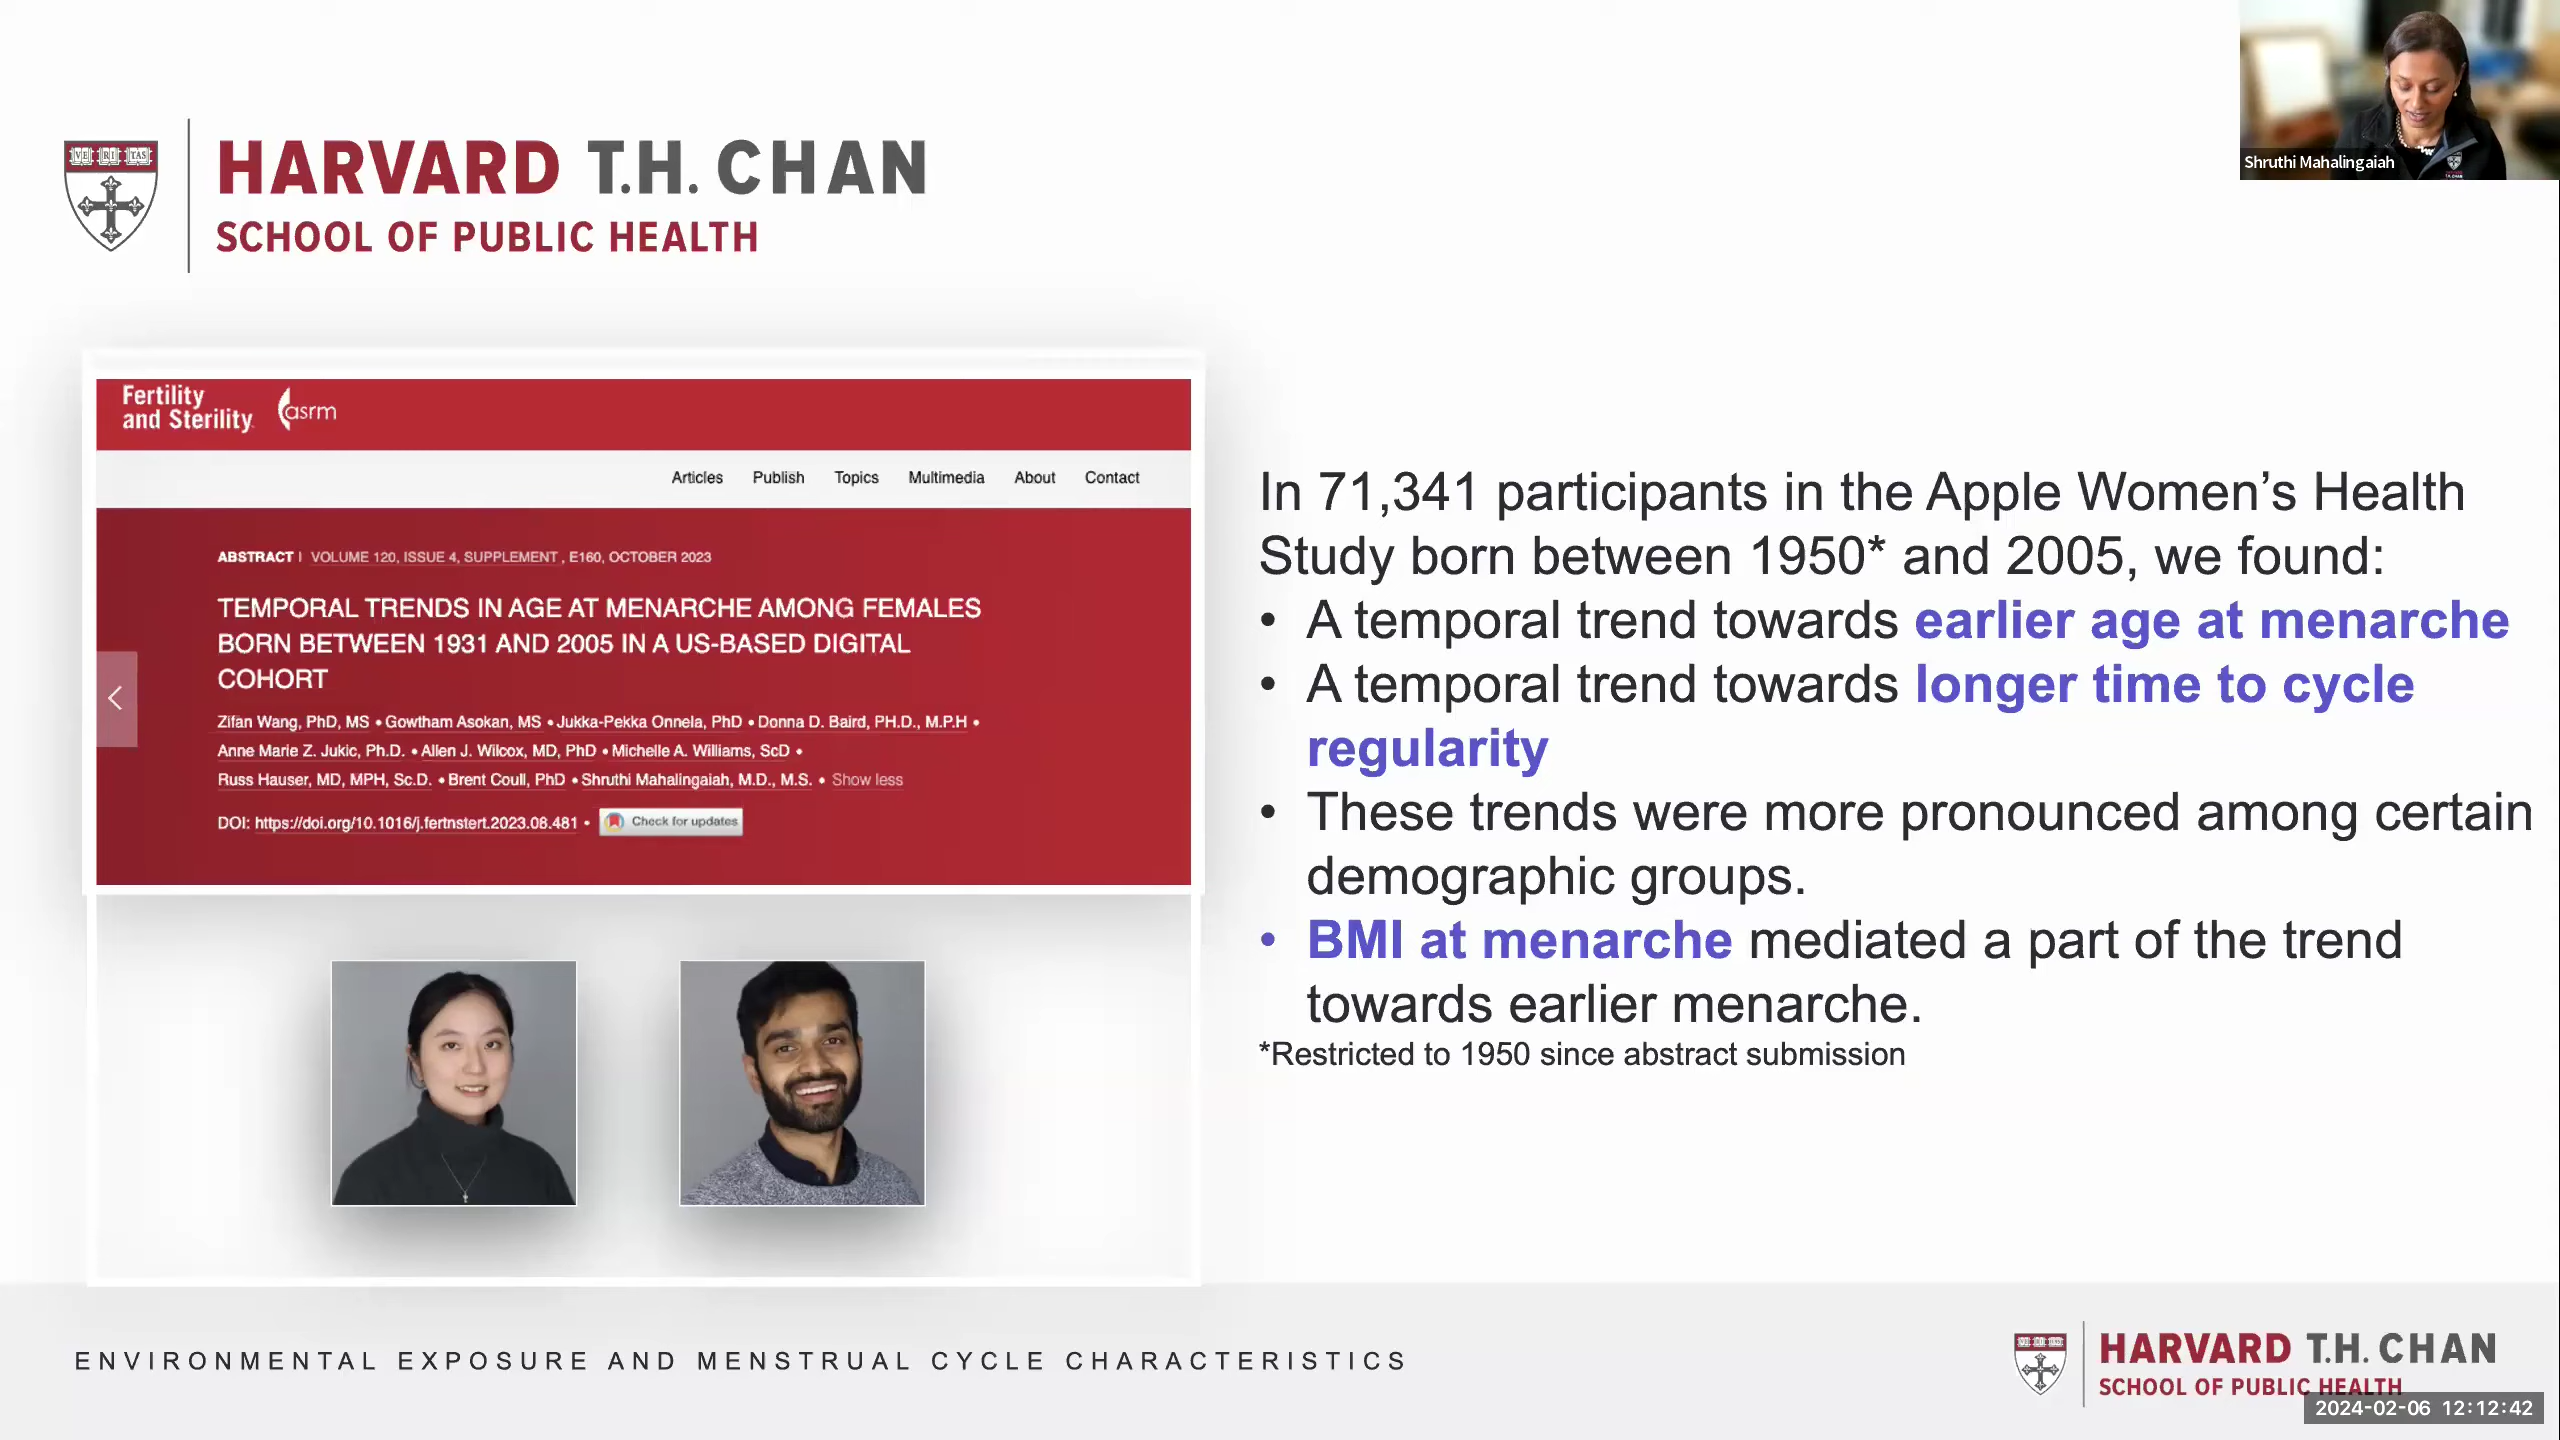 VE RI TAS
HARVARD T.H. CHAN
SCHOOL OF PUBLIC HEALTH
Shruthi Mahalingaiah
Fertility
and Sterility
asrm
Articles Publish Topics Multimedia About Contact
ABSTRACT | VOLUME 120, ISSUE 4, SUPPLEMENT , E160, OCTOBER 2023
TEMPORAL TRENDS IN AGE AT MENARCHE AMONG FEMALES
BORN BETWEEN 1931 AND 2005 IN A US-BASED DIGITAL
COHORT
Zifan Wang, PhD, MS • Gowtham Asokan, MS • Jukka-Pekka Onnela, PhD • Donna D. Baird, PH.D., M.P.H •
Anne Marie Z. Jukic, Ph.D. • Allen J. Wilcox, MD, PhD • Michelle A. Williams, ScD •
Russ Hauser, MD, MPH, Sc.D. • Brent Coull, PhD • Shruthi Mahalingaiah, M.D., M.S. • Show less
DOI: https://doi.org/10.1016/j.fertnstert.2023.08.481 • Check for updates
In 71,341 participants in the Apple Women’s Health
Study born between 1950* and 2005, we found:
• A temporal trend towards earlier age at menarche
• A temporal trend towards longer time to cycle
regularity
• These trends were more pronounced among certain
demographic groups.
• BMI at menarche mediated a part of the trend
towards earlier menarche.
*Restricted to 1950 since abstract submission
ENVIRONMENTAL EXPOSURE AND MENSTRUAL CYCLE CHARACTERISTICS
HARVARD T.H. CHAN
SCHOOL OF PUBLIC HEALTH
2024-02-06 12:12:42